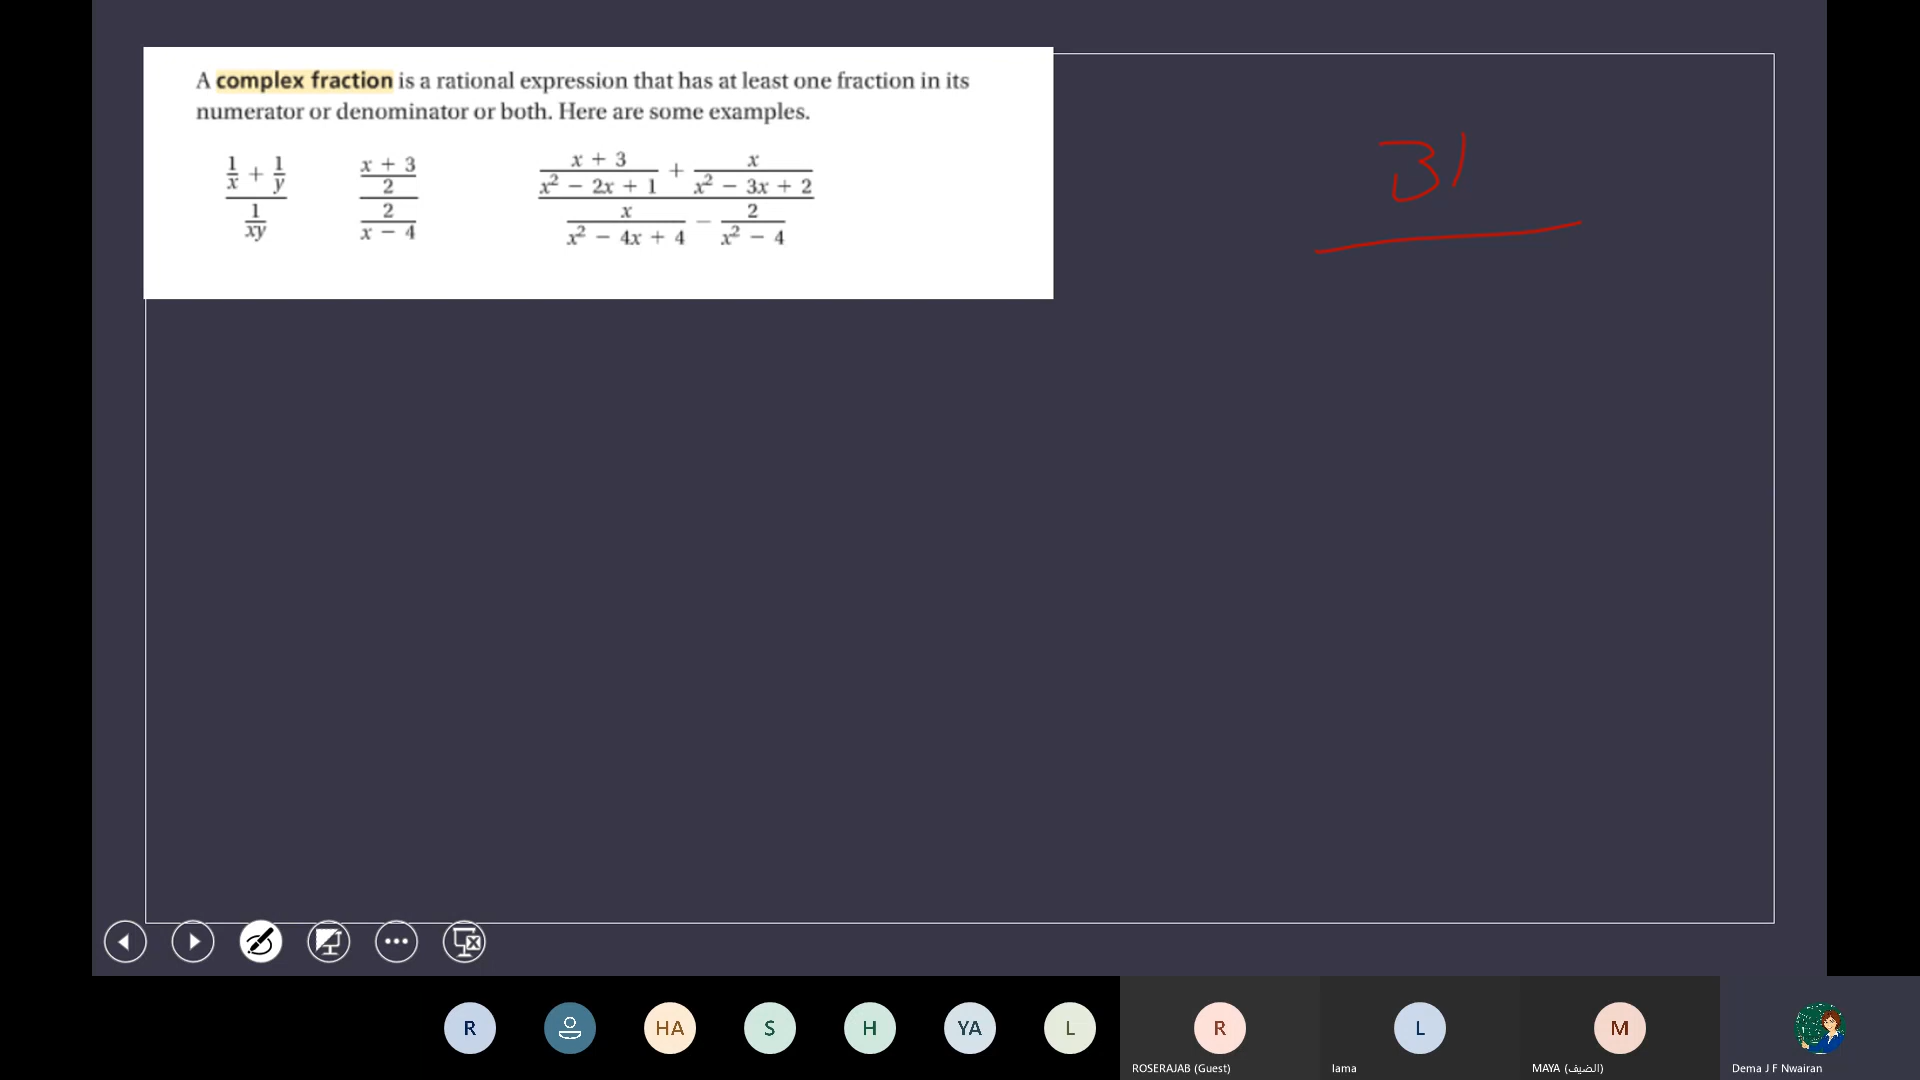 A complex fraction is a rational expression that has at least one fraction in its
numerator or denominator or both. Here are some examples.
1/x + 1/y
1/xy
x + 3
2
2
x − 4
x + 3 / x² − 2x + 1 + x / x² − 3x + 2
x / x² − 4x + 4 − 2 / x² − 4
R
HA
S
H
YA
L
R
ROSERAJAB (Guest)
L
lama
M
MAYA (الضيف)
Dema J F Nwairan